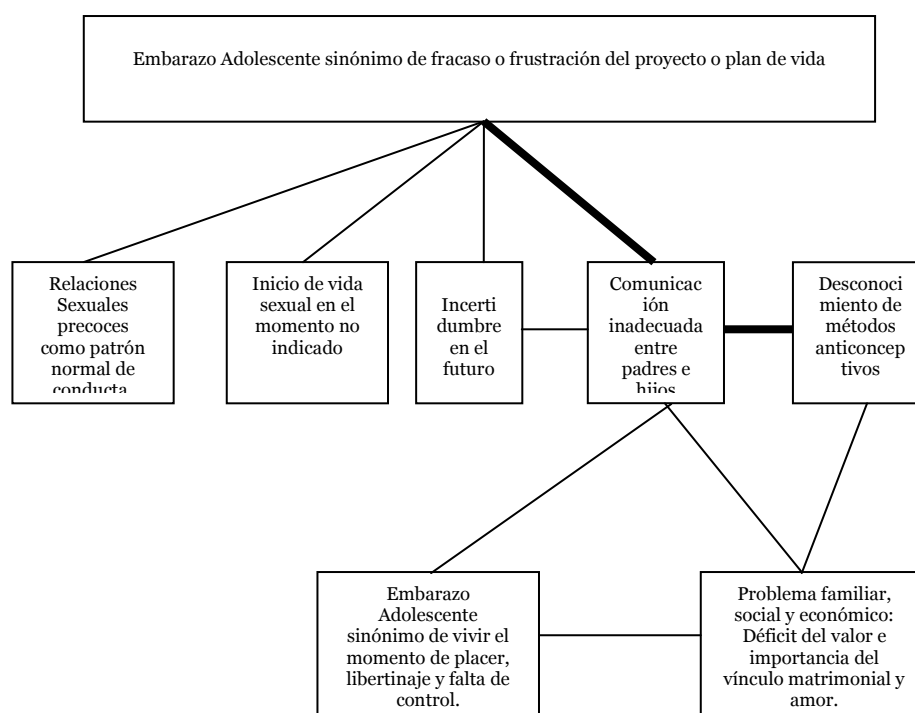 Embarazo Adolescente sinónimo de fracaso o frustración del proyecto o plan de vida
Relaciones
Sexuales
precoces
como patrón
normal de
conducta
Inicio de vida
sexual en el
momento no
indicado
Incerti
dumbre
en el
futuro
Comunicac
ión
inadecuada
entre
padres e
hijos
Desconoci
miento de
métodos
anticoncep
tivos
Embarazo
Adolescente
sinónimo de vivir el
momento de placer,
libertinaje y falta de
control.
Problema familiar,
social y económico:
Déficit del valor e
importancia del
vínculo matrimonial y
amor.